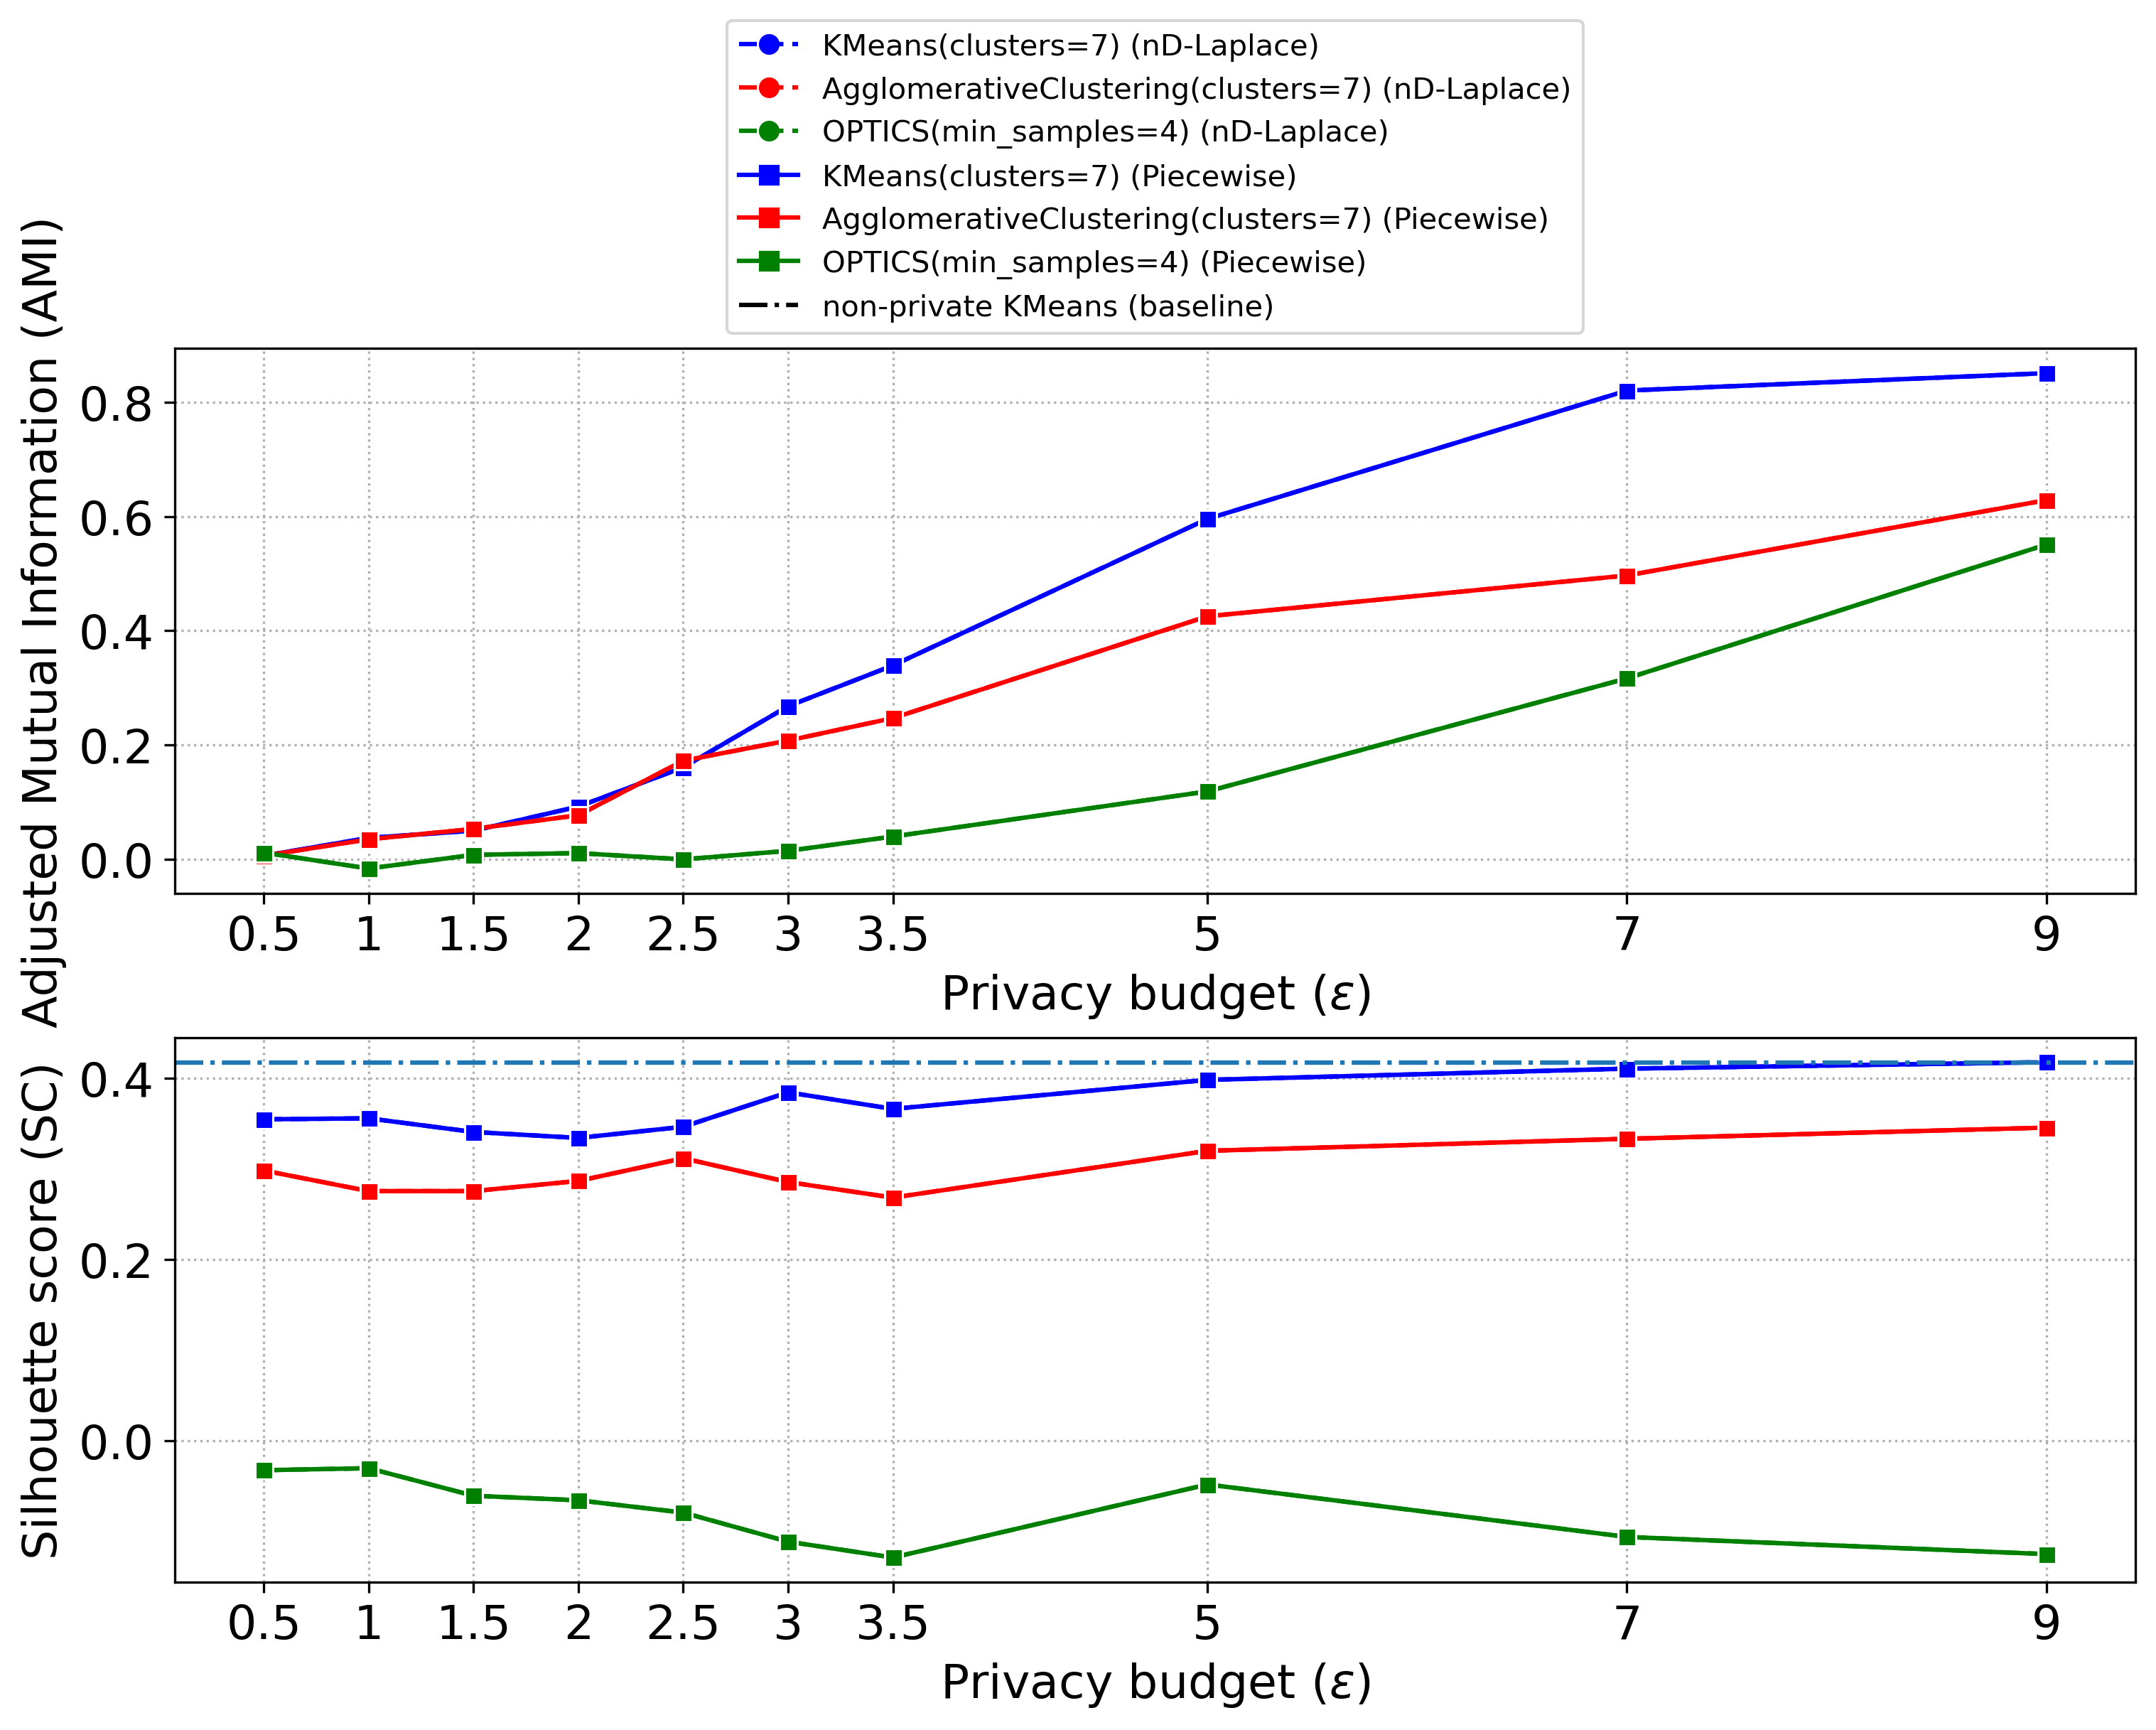 KMeans(clusters=7) (nD-Laplace)
AgglomerativeClustering(clusters=7) (nD-Laplace)
OPTICS(min_samples=4) (nD-Laplace)
KMeans(clusters=7) (Piecewise)
AgglomerativeClustering(clusters=7) (Piecewise)
OPTICS(min_samples=4) (Piecewise)
non-private KMeans (baseline)
Adjusted Mutual Information (AMI)
0.8
0.6
0.4
0.2
0.0
0.5 1 1.5 2 2.5 3 3.5 5 7 9
Privacy budget (ε)
Silhouette score (SC)
0.4
0.2
0.0
0.5 1 1.5 2 2.5 3 3.5 5 7 9
Privacy budget (ε)